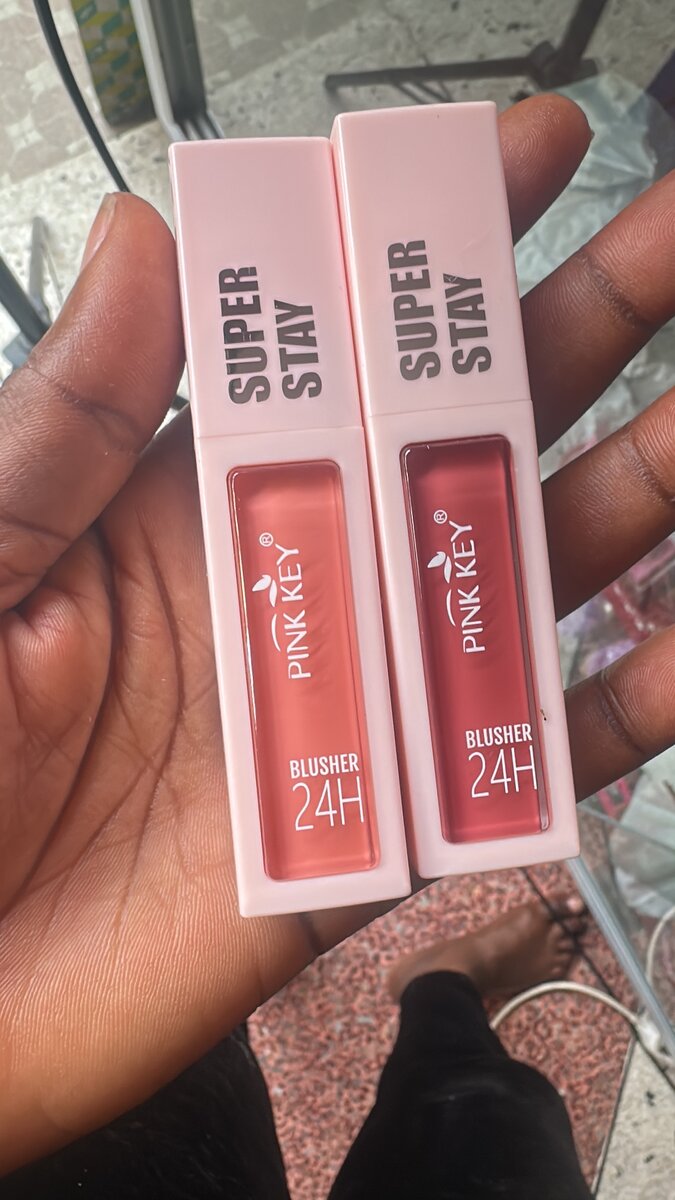 SUPER
STAY
PINK KEY®
BLUSHER
24H
SUPER
STAY
PINK KEY®
BLUSHER
24H